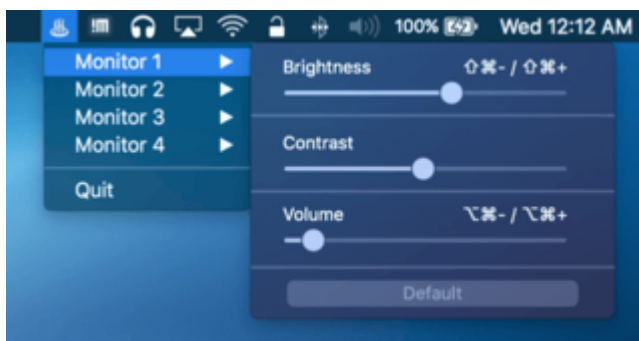 100% Wed 12:12 AM
Monitor 1
Monitor 2
Monitor 3
Monitor 4
Quit
Brightness ⇧⌘- / ⇧⌘+
Contrast
Volume ⌥⌘- / ⌥⌘+
Default